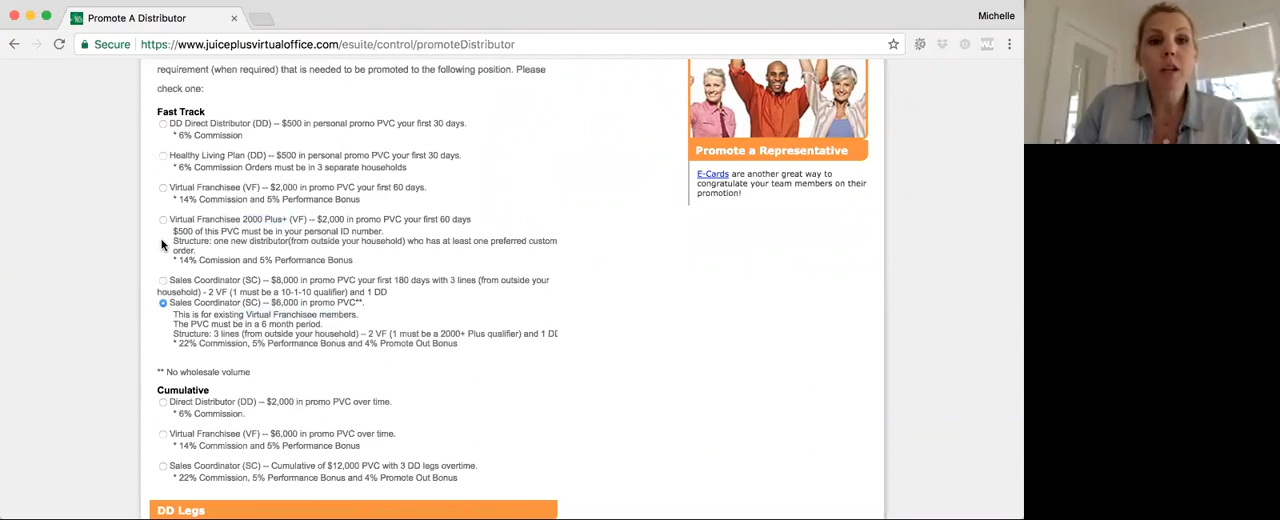 Promote A Distributor
Michelle
Secure
https://www.juiceplusvirtualoffice.com/esuite/control/promoteDistributor
requirement (when required) that is needed to be promoted to the following position. Please
check one:
Fast Track
DD Direct Distributor (DD) -- $500 in personal promo PVC your first 30 days.
* 6% Commission
Healthy Living Plan (DD) -- $500 in personal promo PVC your first 30 days.
* 6% Commission Orders must be in 3 separate households
Virtual Franchisee (VF) -- $2,000 in promo PVC your first 60 days.
* 14% Commission and 5% Performance Bonus
Virtual Franchisee 2000 Plus+ (VF) -- $2,000 in promo PVC your first 60 days
$500 of this PVC must be in your personal ID number.
Structure: one new distributor(from outside your household) who has at least one preferred custom
order.
* 14% Comission and 5% Performance Bonus
Sales Coordinator (SC) -- $8,000 in promo PVC your first 180 days with 3 lines (from outside your
household) - 2 VF (1 must be a 10-1-10 qualifier) and 1 DD
Sales Coordinator (SC) -- $6,000 in promo PVC**.
This is for existing Virtual Franchisee members.
The PVC must be in a 6 month period.
Structure: 3 lines (from outside your household) -- 2 VF (1 must be a 2000+ Plus qualifier) and 1
* 22% Commission, 5% Performance Bonus and 4% Promote Out Bonus
** No wholesale volume
Cumulative
Direct Distributor (DD) -- $2,000 in promo PVC over time.
* 6% Commission.
Virtual Franchisee (VF) -- $6,000 in promo PVC over time.
* 14% Commission and 5% Performance Bonus
Sales Coordinator (SC) -- Cumulative of $12,000 PVC with 3 DD legs overtime.
* 22% Commission, 5% Performance Bonus and 4% Promote Out Bonus
DD Legs
Promote a Representative
E-Cards are another great way to
congratulate your team members on their
promotion!